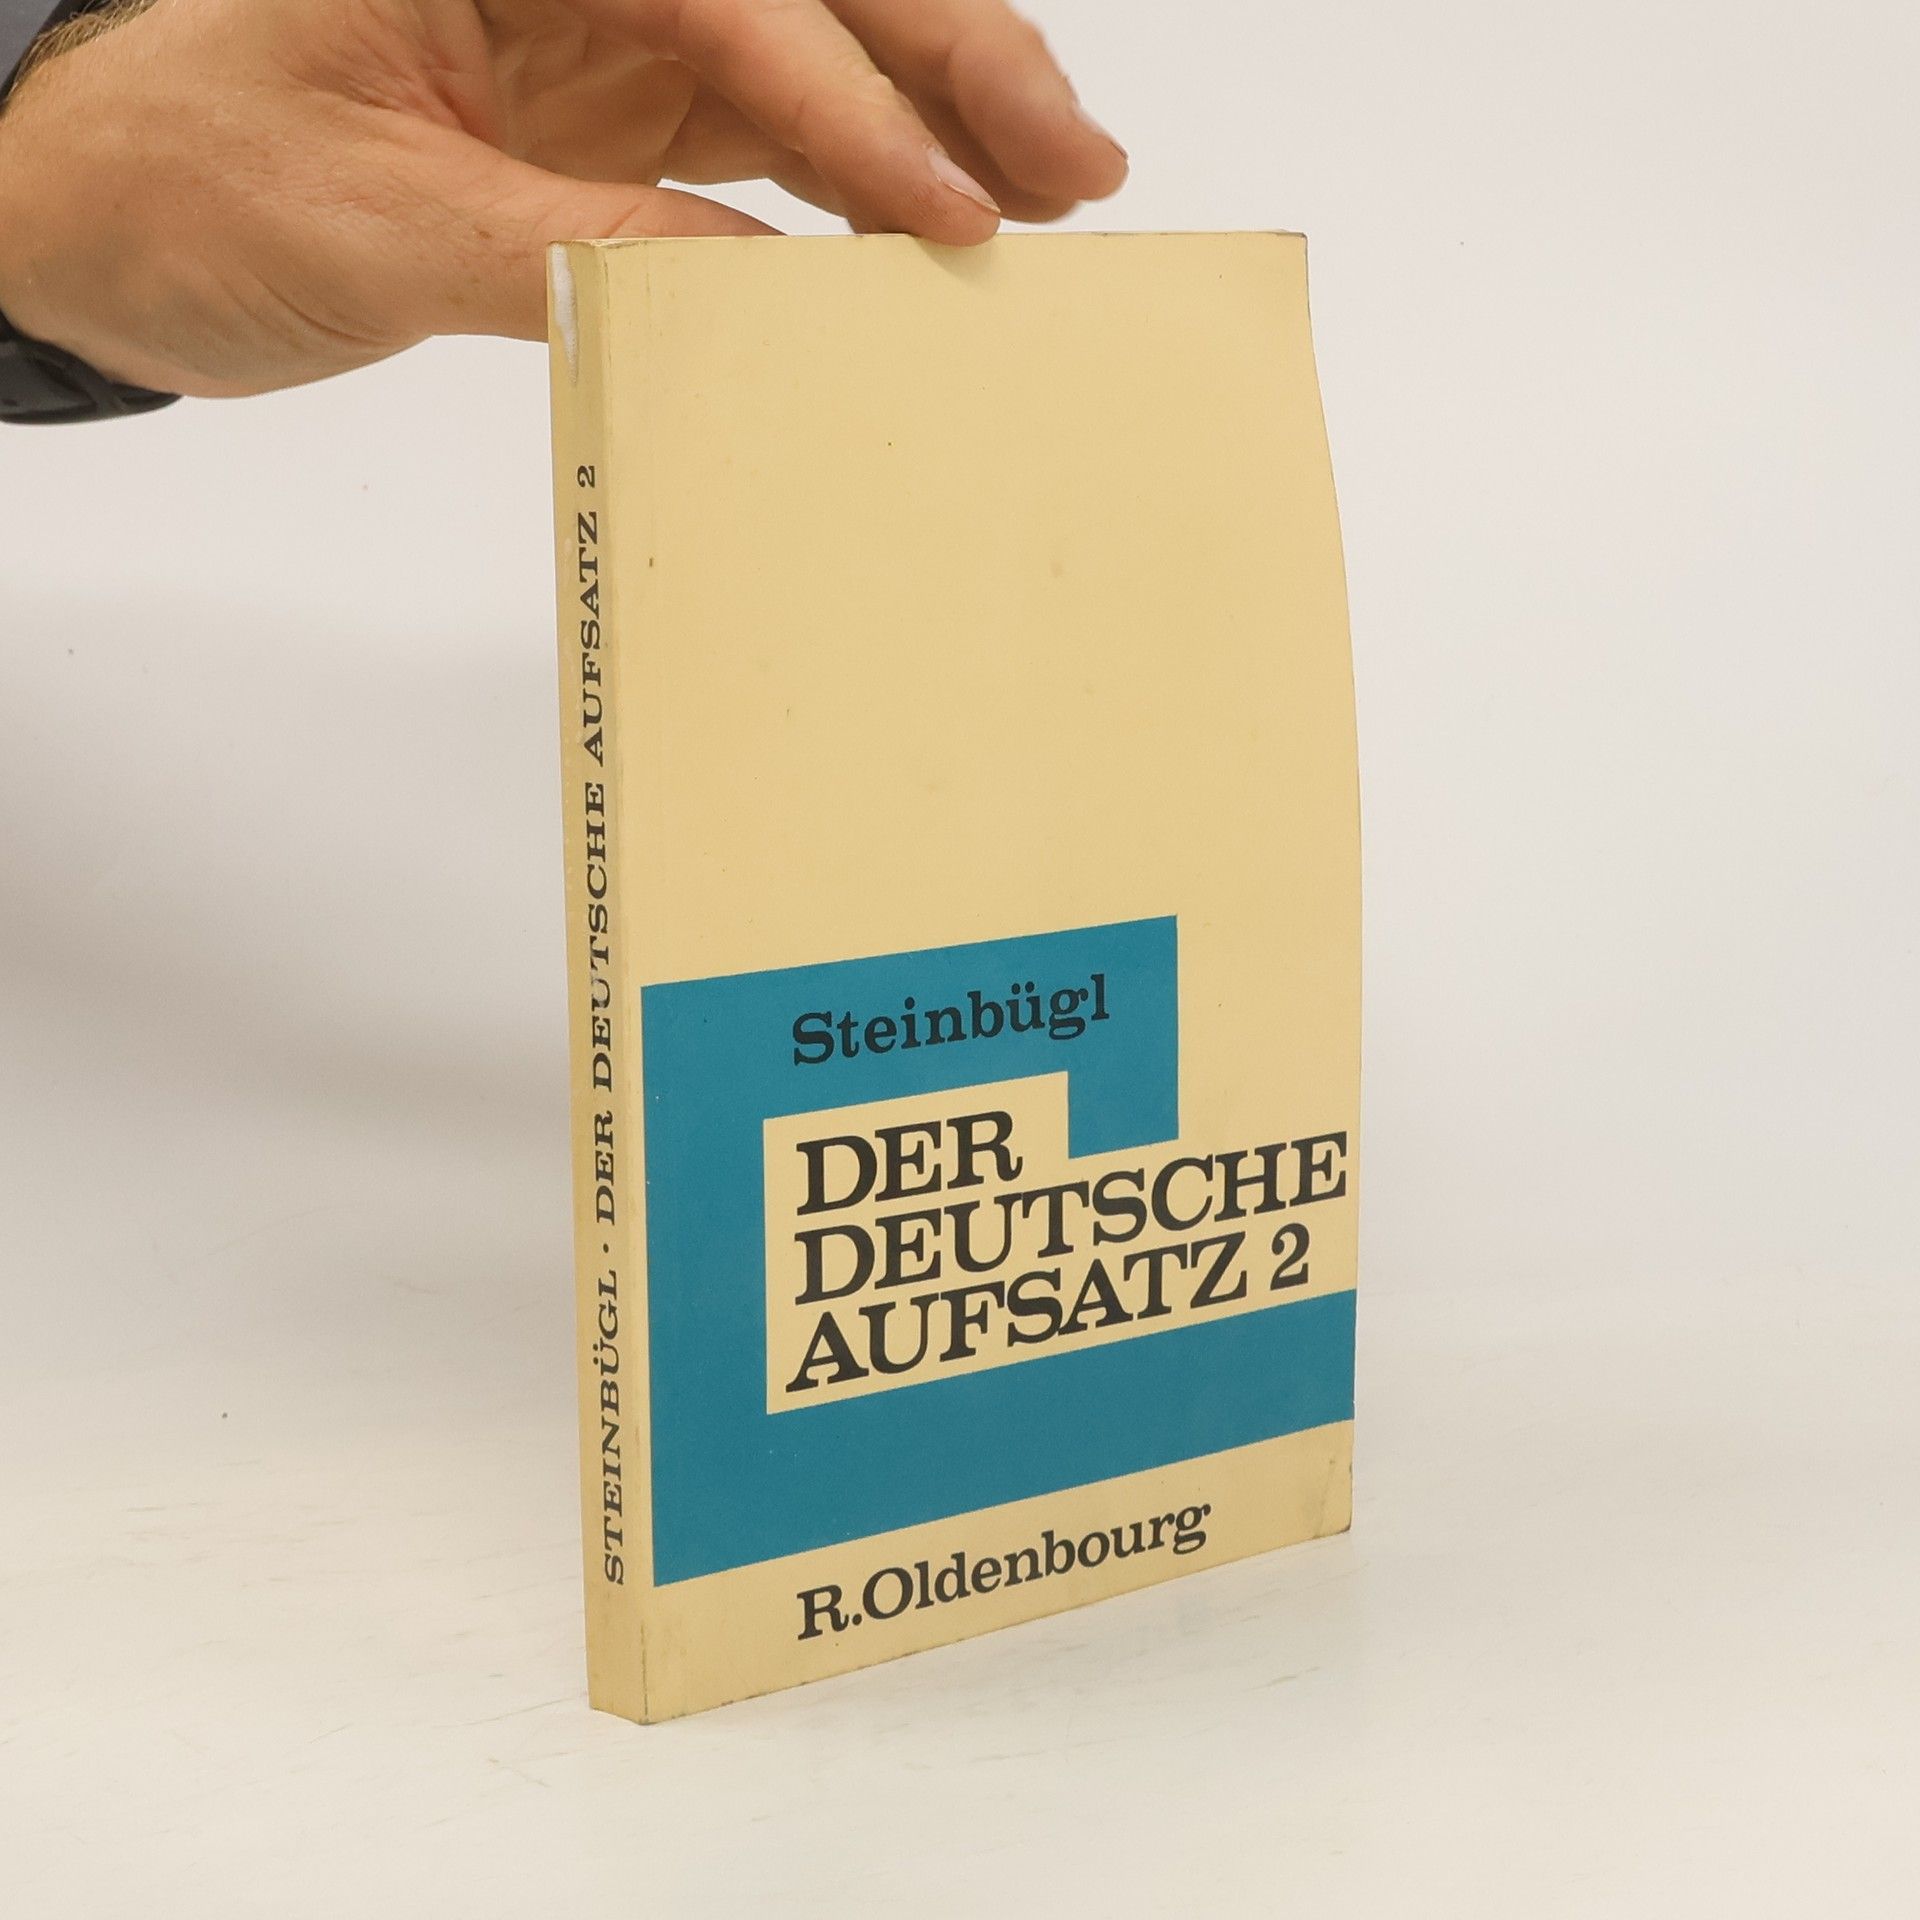 STEINBÜGL · DER DEUTSCHE AUFSATZ 2
Steinbügl
DER
DEUTSCHE
AUFSATZ 2
R.Oldenbourg